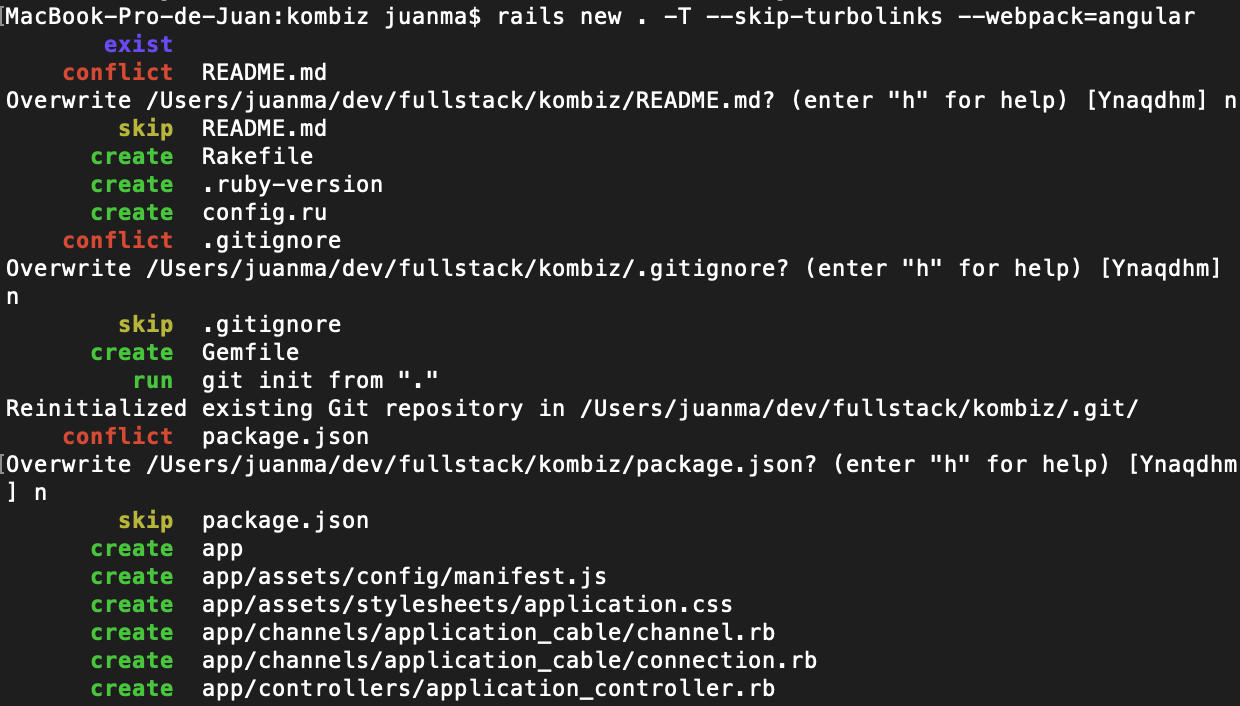 [MacBook-Pro-de-Juan:kombiz juanma$ rails new . -T --skip-turbolinks --webpack=angular
exist
conflict  README.md
Overwrite /Users/juanma/dev/fullstack/kombiz/README.md? (enter "h" for help) [Ynaqdhm] n
skip  README.md
create  Rakefile
create  .ruby-version
create  config.ru
conflict  .gitignore
Overwrite /Users/juanma/dev/fullstack/kombiz/.gitignore? (enter "h" for help) [Ynaqdhm]
n
skip  .gitignore
create  Gemfile
run  git init from "."
Reinitialized existing Git repository in /Users/juanma/dev/fullstack/kombiz/.git/
conflict  package.json
[Overwrite /Users/juanma/dev/fullstack/kombiz/package.json? (enter "h" for help) [Ynaqdhm
] n
skip  package.json
create  app
create  app/assets/config/manifest.js
create  app/assets/stylesheets/application.css
create  app/channels/application_cable/channel.rb
create  app/channels/application_cable/connection.rb
create  app/controllers/application_controller.rb